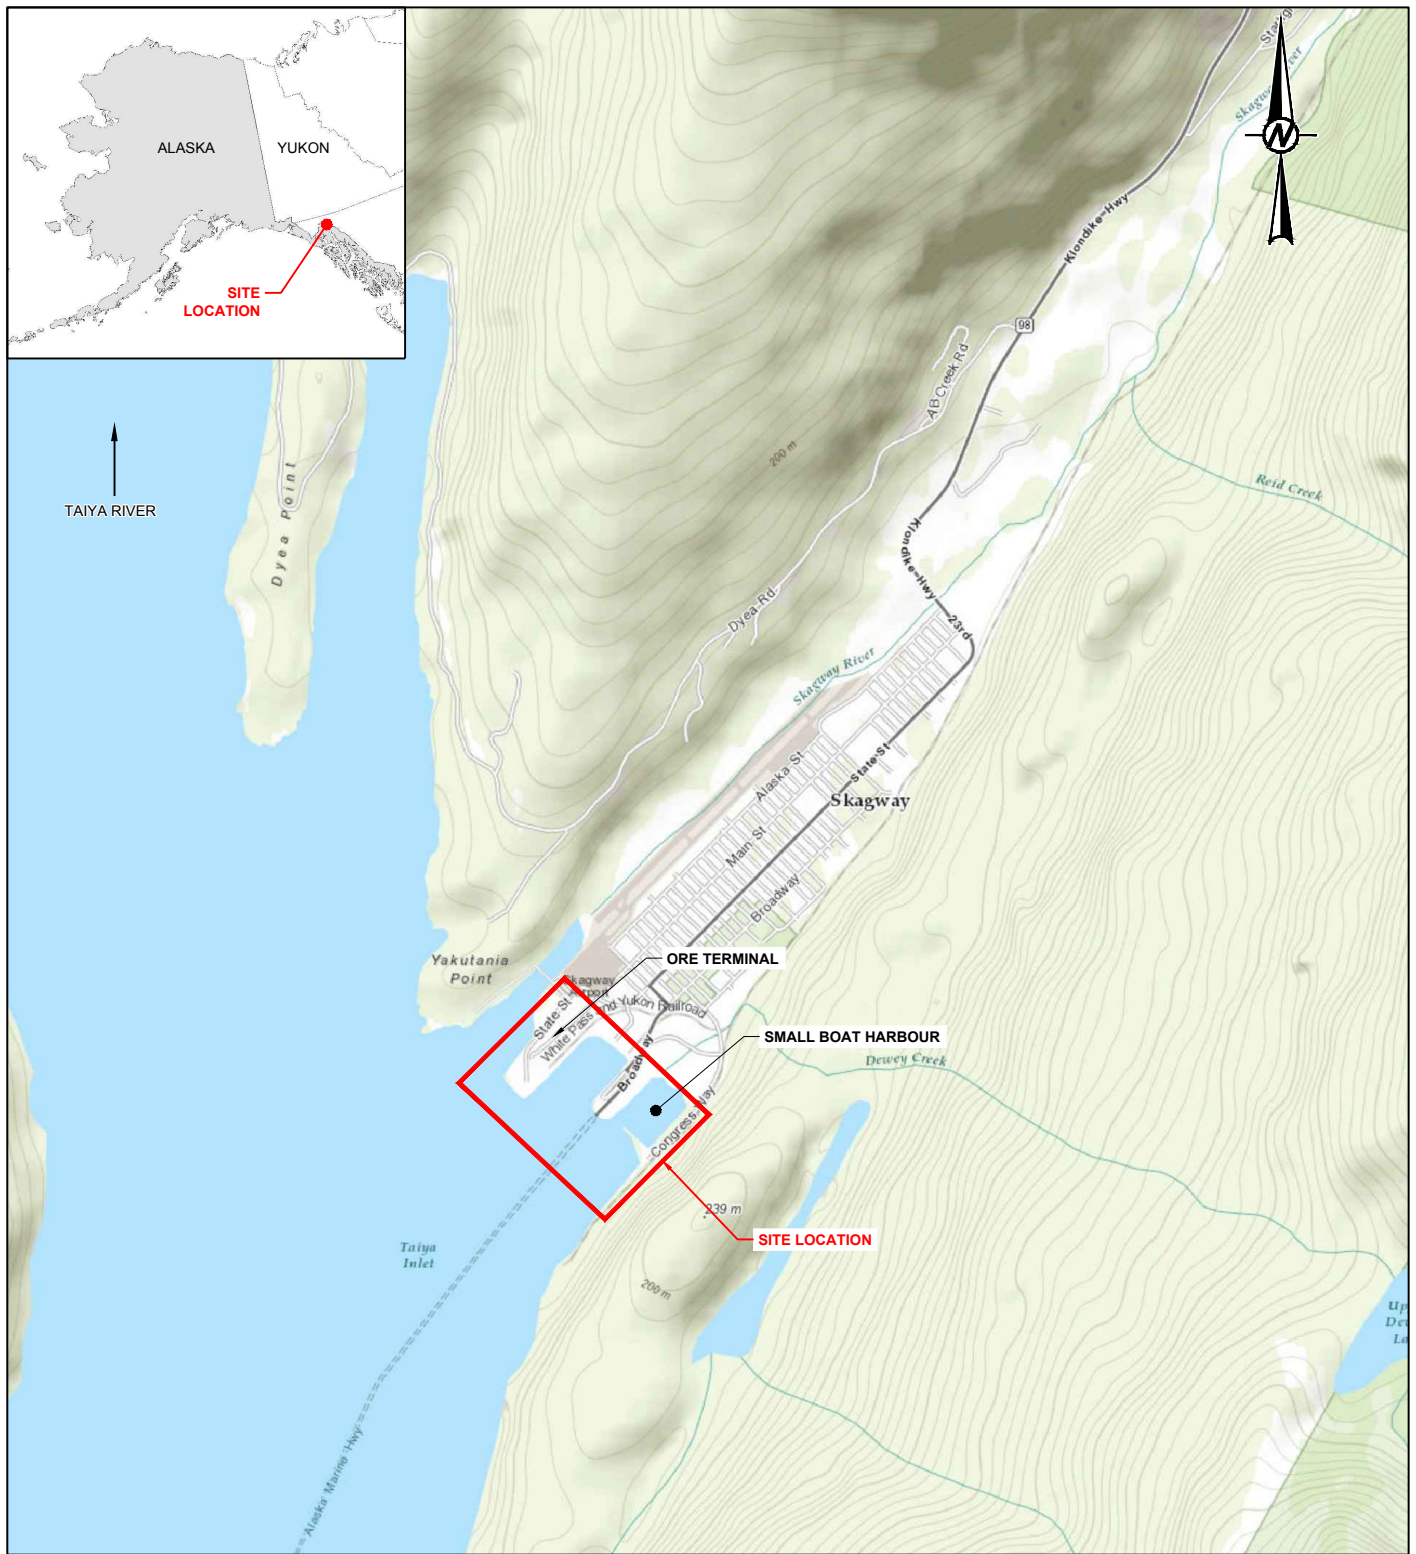 ALASKA
YUKON
SITE
LOCATION
TAIYA RIVER
Dyea Point
N
Skagway River
Klondike Hwy
98
AB Creek Rd
200 m
Reid Creek
Klondike Hwy
23rd
Dyea Rd
Skagway River
Alaska St
State St
Skagway
Main St
Broadway
Yakutania
Point
ORE TERMINAL
Skagway
Airport
State St
White Pass and Yukon Railroad
Broadway
SMALL BOAT HARBOUR
Dewey Creek
Congress Way
239 m
SITE LOCATION
Taiya
Inlet
200 m
Alaska Marine Hwy